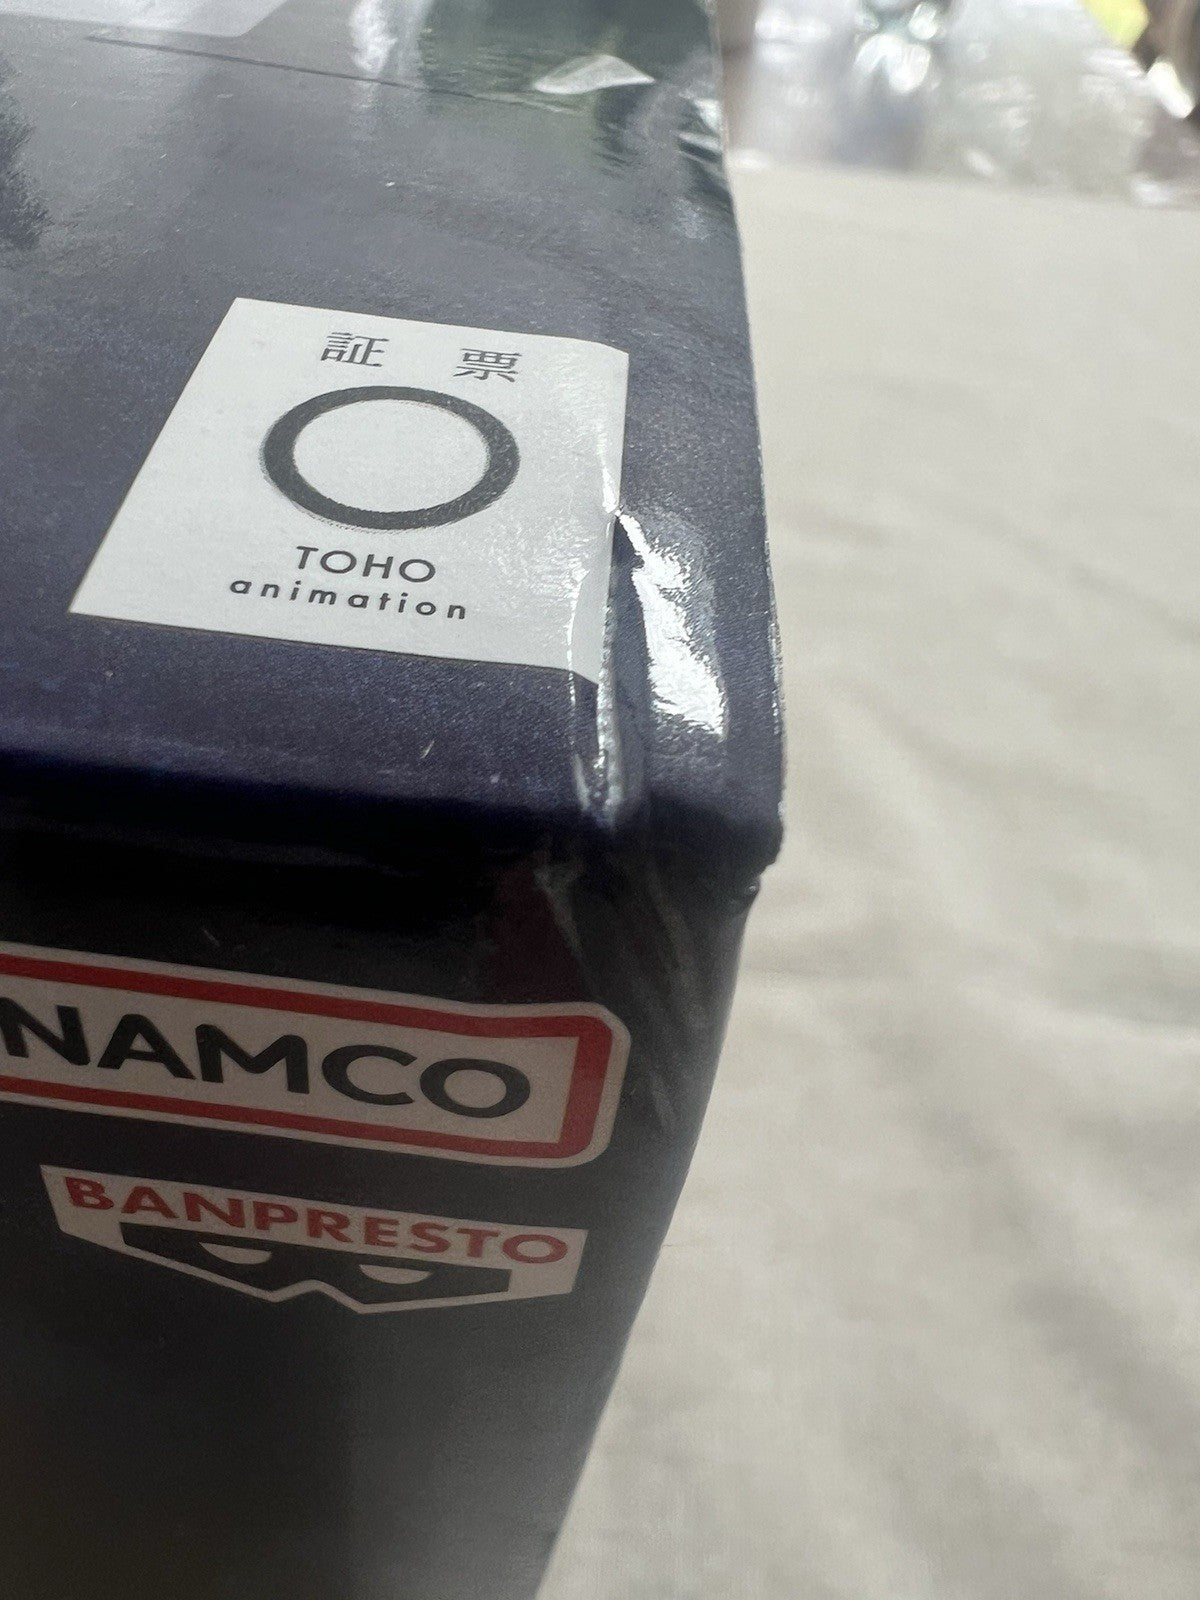 証 票
TOHO
animation
NAMCO
BANPRESTO